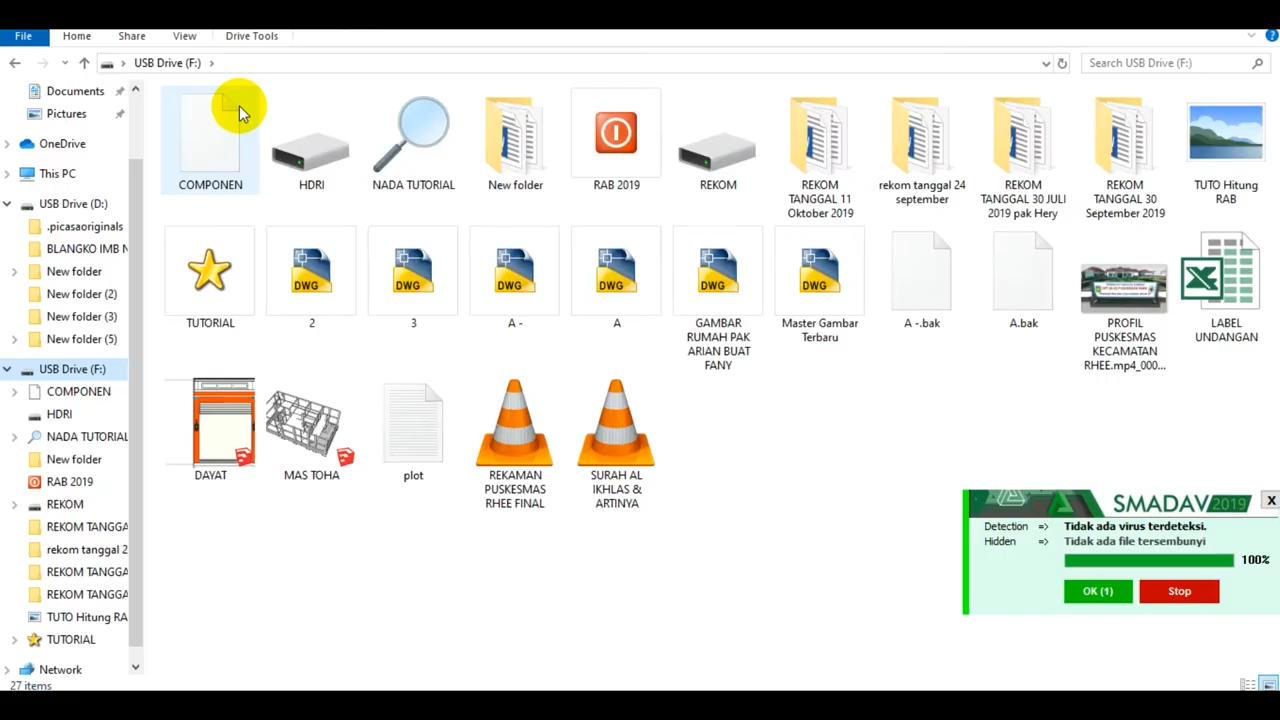 File
Home
Share
View
Drive Tools
USB Drive (F:)
Search USB Drive (F:)
Documents
Pictures
OneDrive
This PC
USB Drive (D:)
.picasaoriginals
BLANGKO IMB N
New folder
New folder (2)
New folder (3)
New folder (5)
USB Drive (F:)
COMPONEN
HDRI
NADA TUTORIAL
New folder
RAB 2019
REKOM
REKOM TANGGA
rekom tanggal 2
REKOM TANGGA
REKOM TANGGA
TUTO Hitung RA
TUTORIAL
Network
27 items
COMPONEN
HDRI
NADA TUTORIAL
New folder
RAB 2019
REKOM
REKOM
TANGGAL 11
Oktober 2019
rekom tanggal 24
september
REKOM
TANGGAL 30 JULI
2019 pak Hery
REKOM
TANGGAL 30
September 2019
TUTO Hitung
RAB
TUTORIAL
DWG
2
DWG
3
DWG
A -
DWG
A
DWG
GAMBAR
RUMAH PAK
ARIAN BUAT
FANY
DWG
Master Gambar
Terbaru
A -.bak
A.bak
PROFIL
PUSKESMAS
KECAMATAN
RHEE.mp4_000...
LABEL
UNDANGAN
DAYAT
MAS TOHA
plot
REKAMAN
PUSKESMAS
RHEE FINAL
SURAH AL
IKHLAS &
ARTINYA
SMADAV 2019
X
Detection => Tidak ada virus terdeteksi.
Hidden => Tidak ada file tersembunyi
100%
OK (1)
Stop